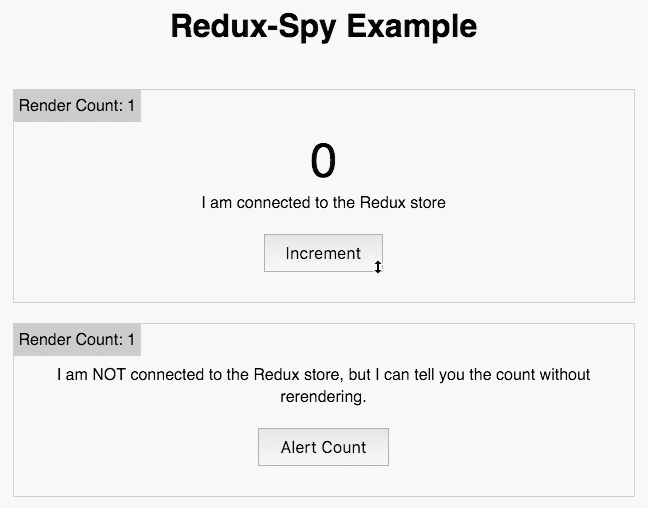 Redux-Spy Example
Render Count: 1
0
I am connected to the Redux store
Increment
Render Count: 1
I am NOT connected to the Redux store, but I can tell you the count without
rerendering.
Alert Count